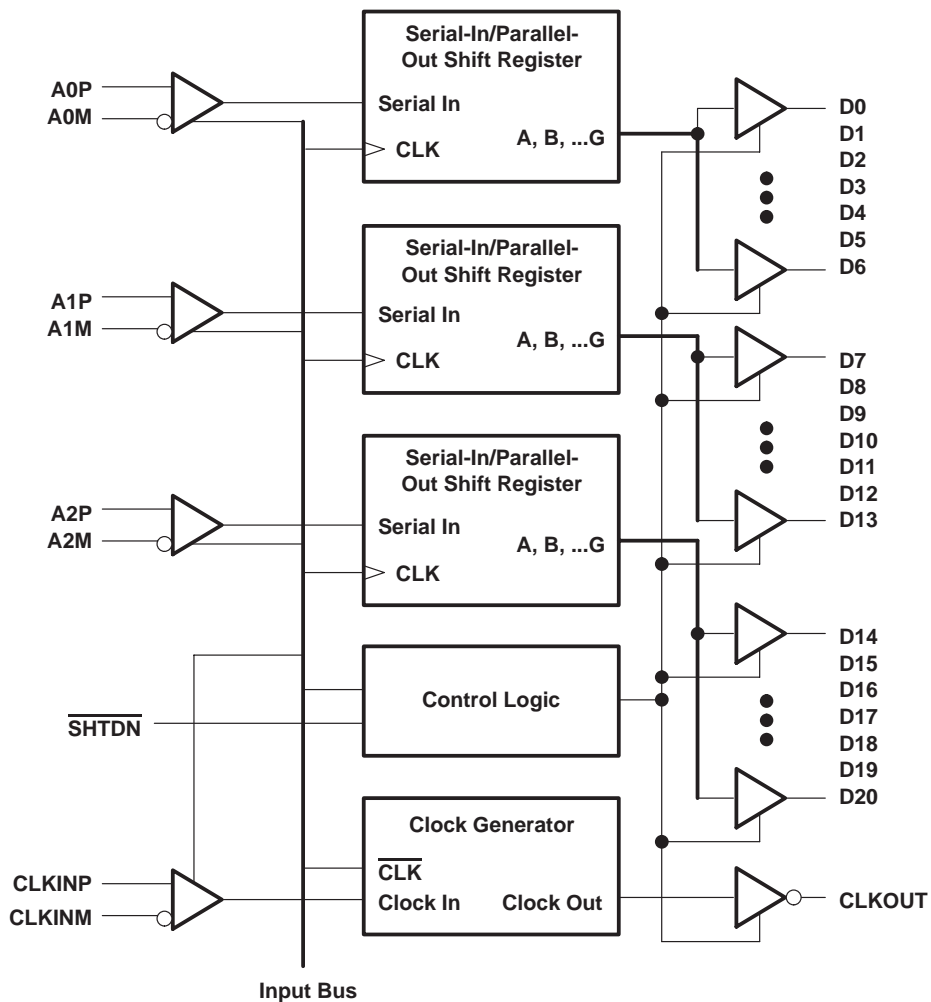 Serial-In/Parallel-
Out Shift Register
A0P
A0M
Serial In
CLK
A, B, ...G
D0
D1
D2
D3
D4
D5
D6
Serial-In/Parallel-
Out Shift Register
A1P
A1M
Serial In
CLK
A, B, ...G
D7
D8
D9
D10
D11
D12
D13
Serial-In/Parallel-
Out Shift Register
A2P
A2M
Serial In
CLK
A, B, ...G
D14
D15
D16
D17
D18
D19
D20
Control Logic
SHTDN
Clock Generator
CLK
Clock In
Clock Out
CLKINP
CLKINM
CLKOUT
Input Bus